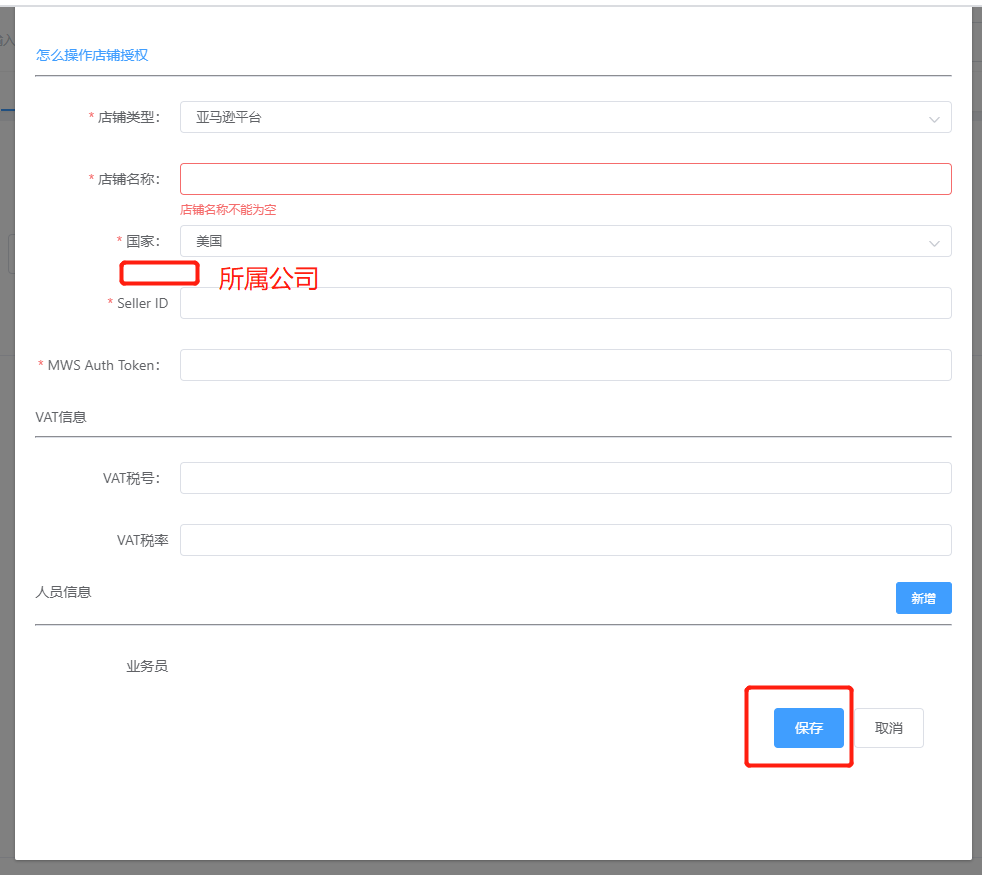 怎么操作店铺授权
* 店铺类型： 亚马逊平台
* 店铺名称：
店铺名称不能为空
* 国家： 美国
所属公司
* Seller ID
* MWS Auth Token：
VAT信息
VAT税号：
VAT税率
人员信息 新增
业务员
保存 取消